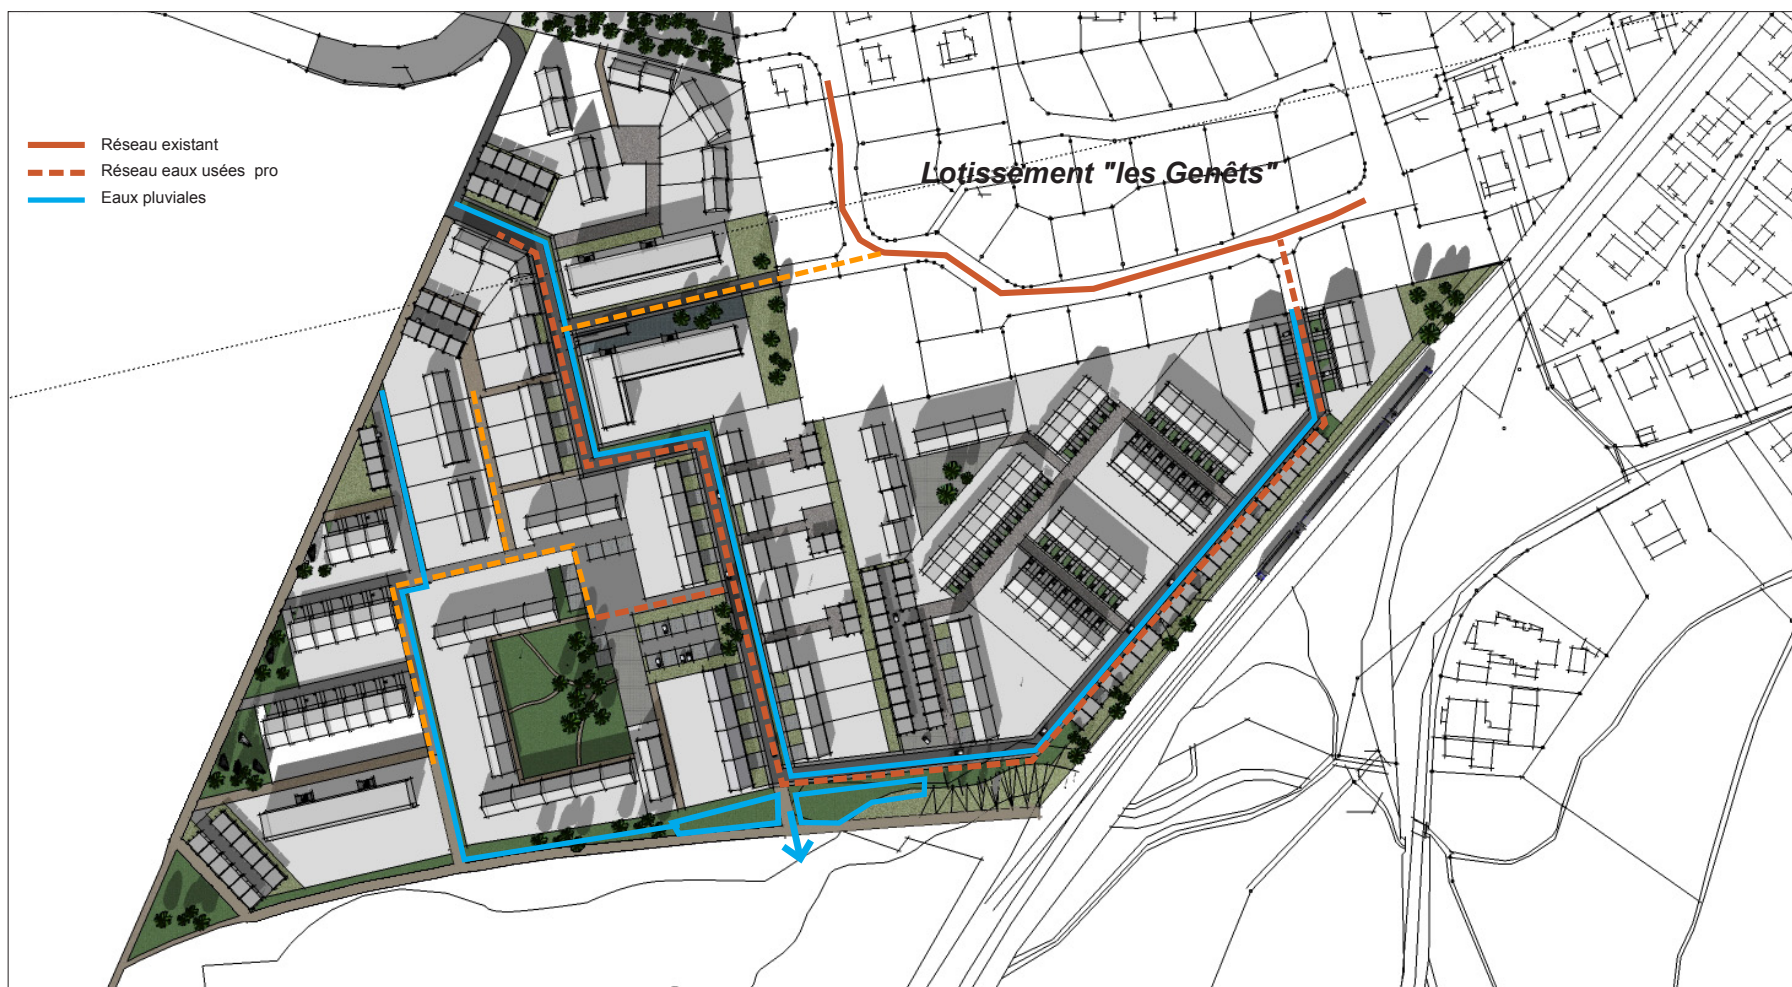 Réseau existant
Réseau eaux usées pro
Eaux pluviales
Lotissement "les Genêts"